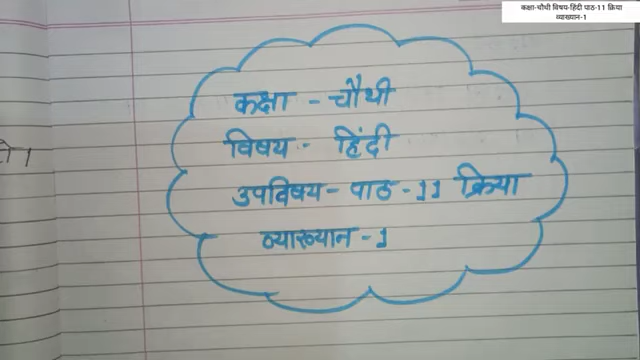 कक्षा-चौथी विषय-हिंदी पाठ-11 क्रिया
व्याख्यान-1
कक्षा - चौथी
विषय - हिंदी
उपविषय - पाठ - 11 क्रिया
व्याख्यान - 1